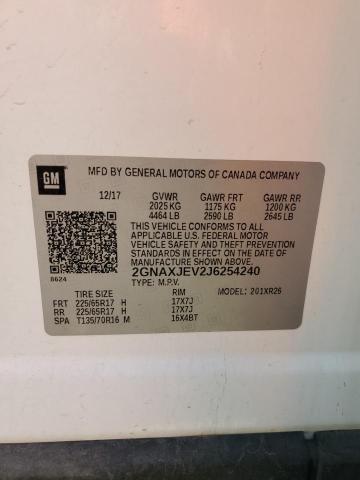 GM
MFD BY GENERAL MOTORS OF CANADA COMPANY
12/17 GVWR GAWR FRT GAWR RR
2025 KG 1175 KG 1200 KG
4464 LB 2590 LB 2645 LB
THIS VEHICLE CONFORMS TO ALL
APPLICABLE U.S. FEDERAL MOTOR
VEHICLE SAFETY AND THEFT PREVENTION
STANDARDS IN EFFECT ON THE DATE OF
MANUFACTURE SHOWN ABOVE.
2GNAXJEV2J6254240
8624 TYPE: M.P.V.
TIRE SIZE RIM MODEL: 201XR26
FRT 225/65R17 H 17X7J
RR 225/65R17 H 17X7J
SPA T135/70R16 M 16X4BT